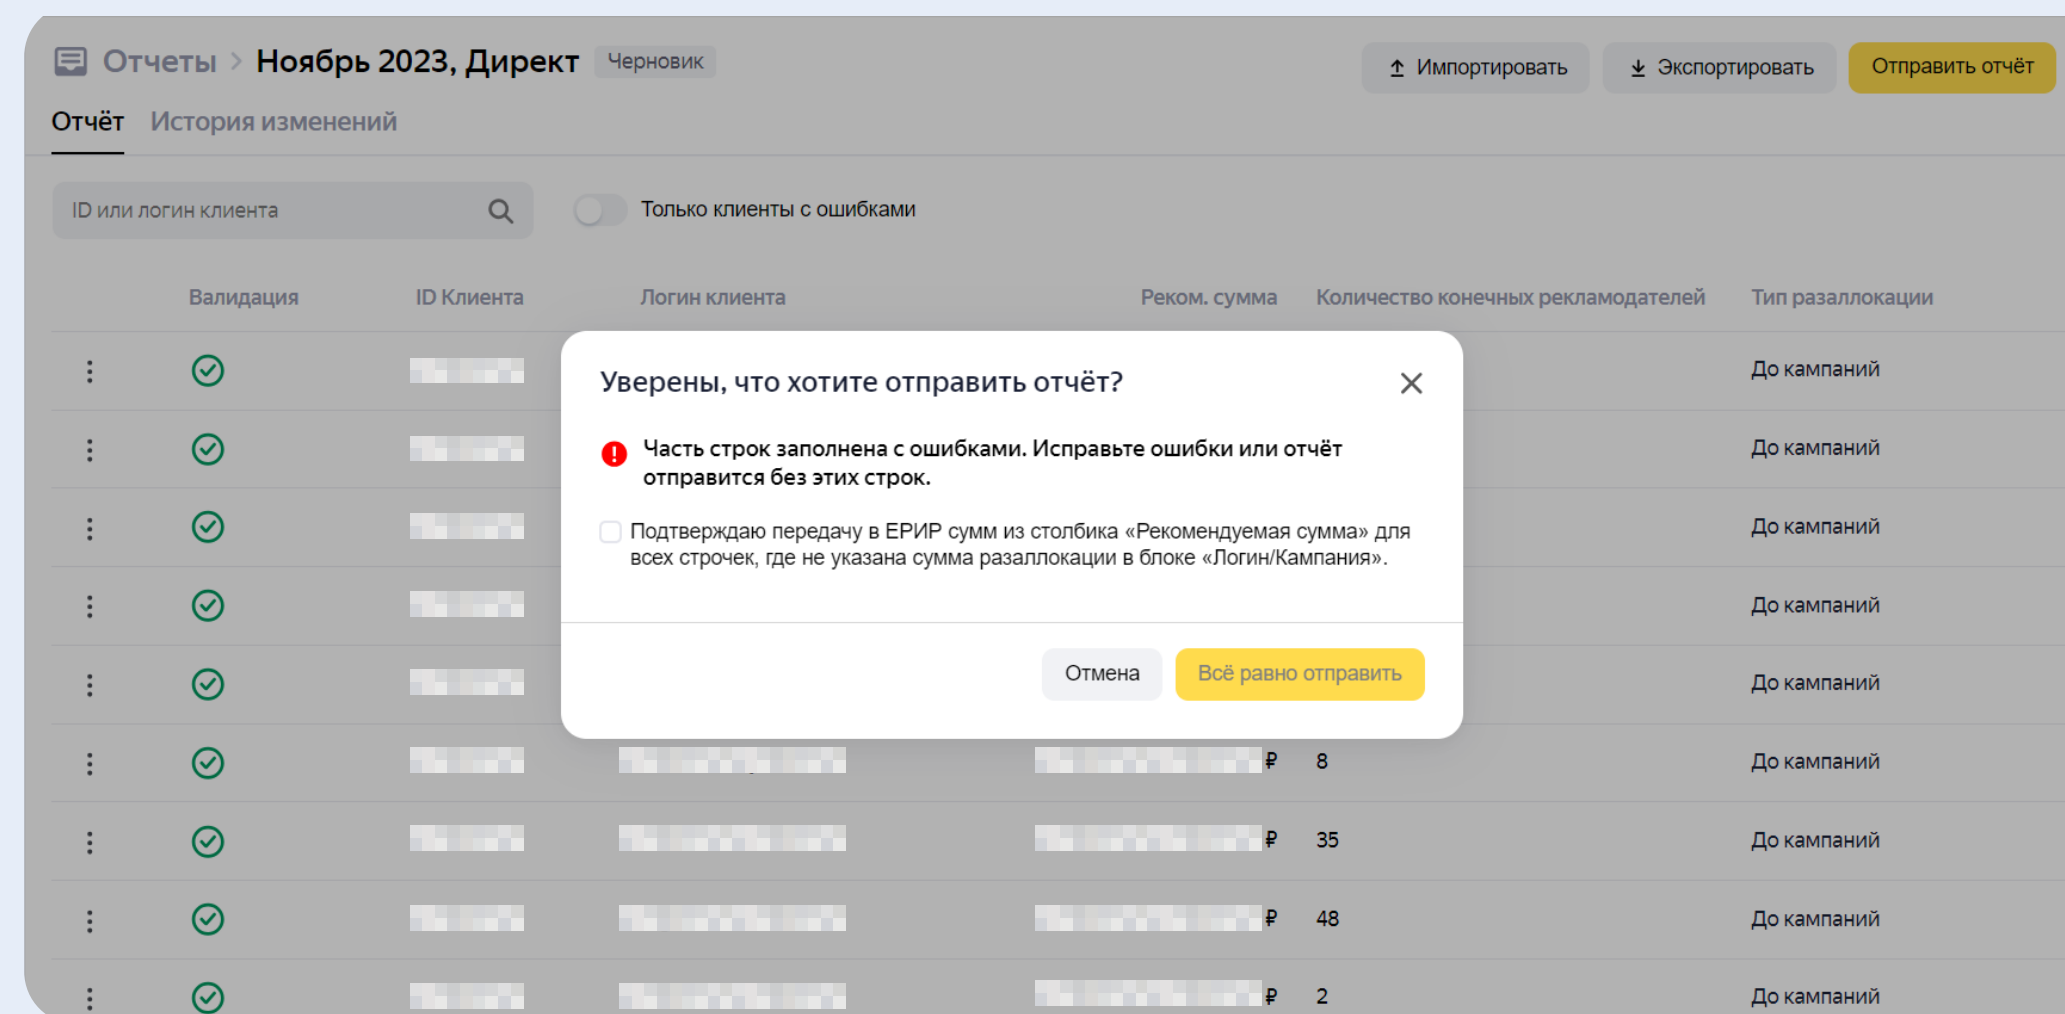 Отчеты > Ноябрь 2023, Директ Черновик Импортировать Экспортировать Отправить отчёт
Отчёт История изменений
ID или логин клиента Только клиенты с ошибками
Валидация ID Клиента Логин клиента Реком. сумма Количество конечных рекламодателей Тип разаллокации
До кампаний
Уверены, что хотите отправить отчёт?
До кампаний
Часть строк заполнена с ошибками. Исправьте ошибки или отчёт
отправится без этих строк.
До кампаний
Подтверждаю передачу в ЕРИР сумм из столбика «Рекомендуемая сумма» для
всех строчек, где не указана сумма разаллокации в блоке «Логин/Кампания».
До кампаний
Отмена Всё равно отправить
До кампаний
₽ 8 До кампаний
₽ 35 До кампаний
₽ 48 До кампаний
₽ 2 До кампаний